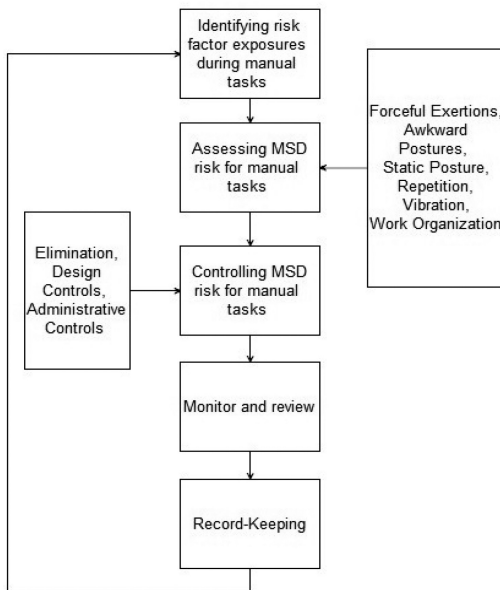 Identifying risk
factor exposures
during manual
tasks
Forceful Exertions,
Awkward
Postures,
Static Posture,
Repetition,
Vibration,
Work Organization
Assessing MSD
risk for manual
tasks
Elimination,
Design
Controls,
Administrative
Controls
Controlling MSD
risk for manual
tasks
Monitor and review
Record-Keeping